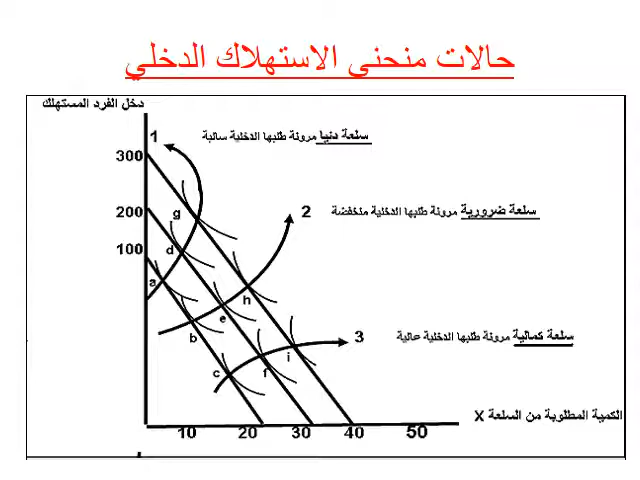 حالات منحنى الاستهلاك الدخلي
دخل الفرد المستهلك
1
سلعة دنيا مرونة طلبها الدخلية سالبة
300
200
g
2
سلعة ضرورية مرونة طلبها الدخلية منخفضة
100
d
a
h
e
b
3
سلعة كمالية مرونة طلبها الدخلية عالية
i
c
f
الكمية المطلوبة من السلعة X
10 20 30 40 50